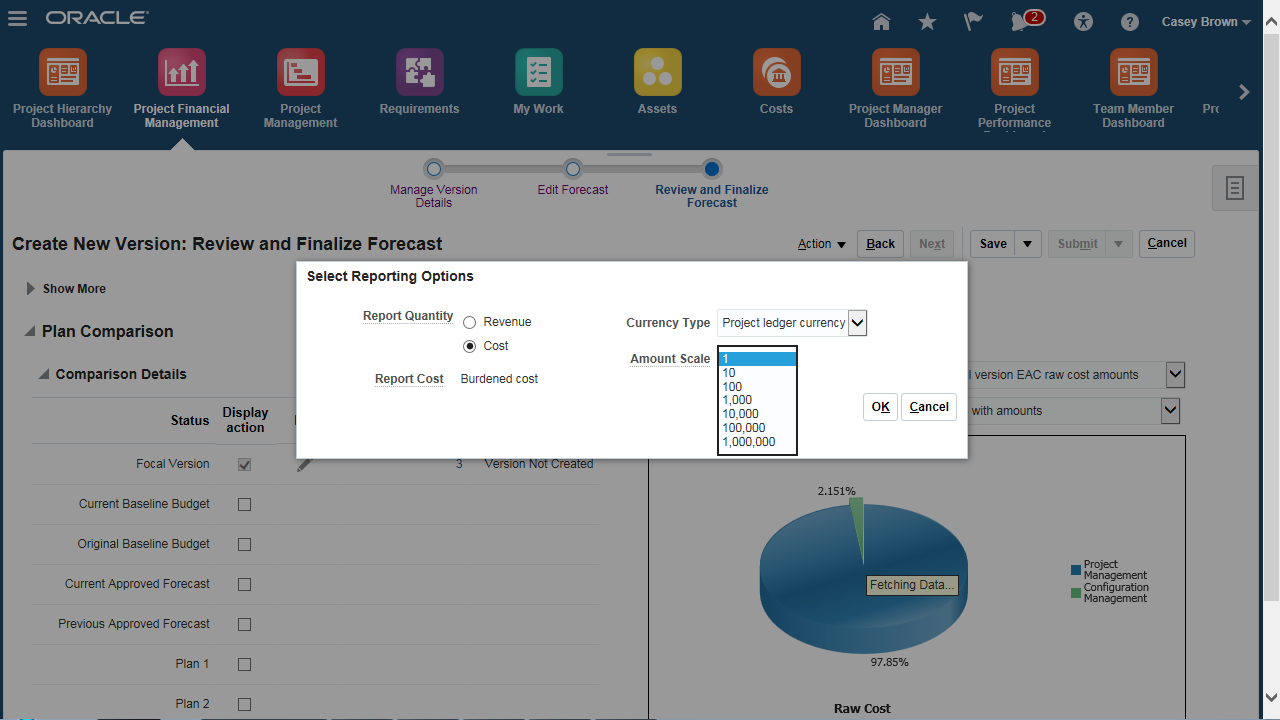 ORACLE
2
Casey Brown
Project Hierarchy
Dashboard
Project Financial
Management
Project
Management
Requirements
My Work
Assets
Costs
Project Manager
Dashboard
Project
Performance
Team Member
Dashboard
Manage Version
Details
Edit Forecast
Review and Finalize
Forecast
Create New Version: Review and Finalize Forecast
Action
Back
Next
Save
Submit
Cancel
Show More
Plan Comparison
Comparison Details
Select Reporting Options
Report Quantity
Revenue
Cost
Report Cost
Burdened cost
Currency Type
Project ledger currency
Amount Scale
1
10
100
1,000
10,000
100,000
1,000,000
OK
Cancel
version EAC raw cost amounts
with amounts
Status
Display
action
Focal Version
3
Version Not Created
Current Baseline Budget
Original Baseline Budget
Current Approved Forecast
Previous Approved Forecast
Plan 1
Plan 2
2.151%
Fetching Data...
97.85%
Project
Management
Configuration
Management
Raw Cost